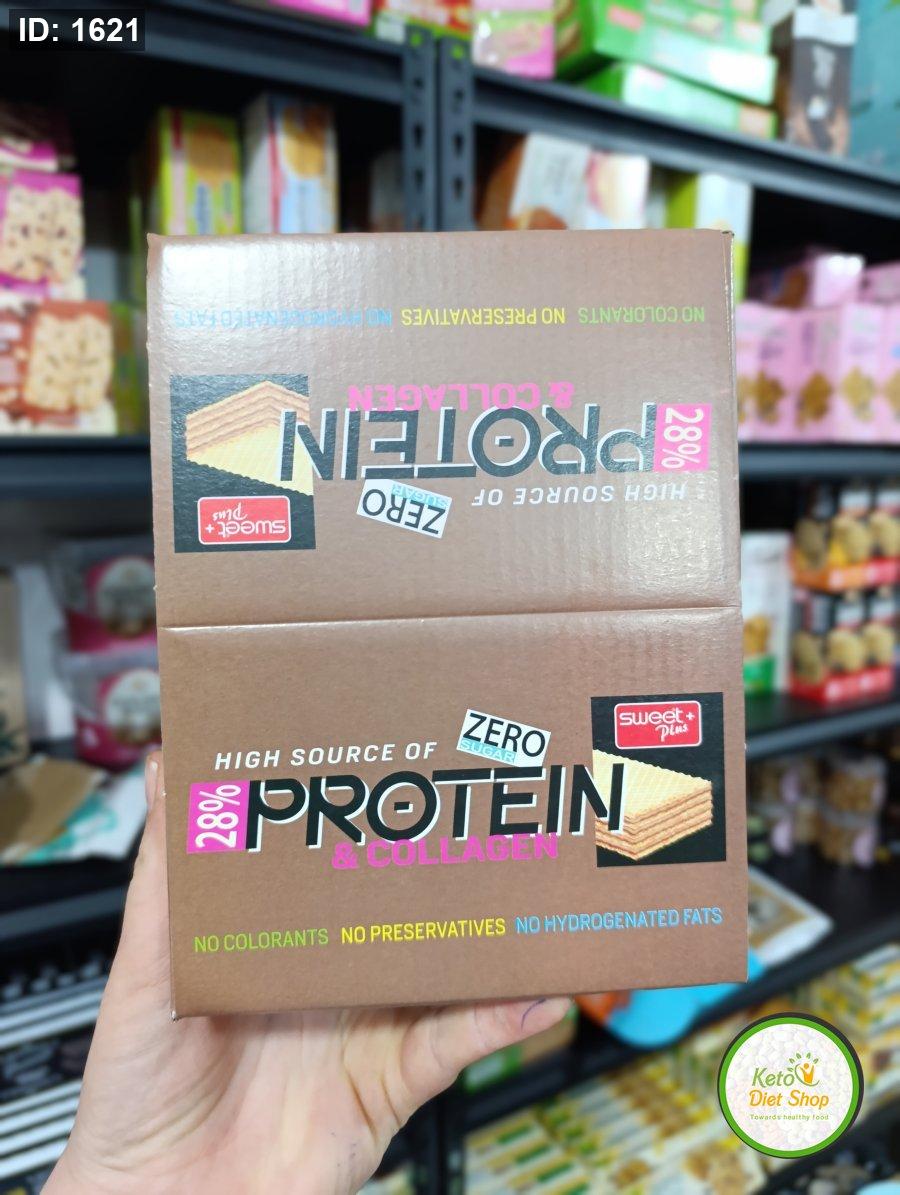 ID: 1621
NO COLORANTS NO PRESERVATIVES NO HYDROGENATED FATS
& COLLAGEN
28% PROTEIN
HIGH SOURCE OF
ZERO
SUGAR
sweet+
Plus
sweet+
Plus
ZERO
SUGAR
HIGH SOURCE OF
28% PROTEIN
& COLLAGEN
NO COLORANTS NO PRESERVATIVES NO HYDROGENATED FATS
Keto
Diet Shop
Towards healthy food